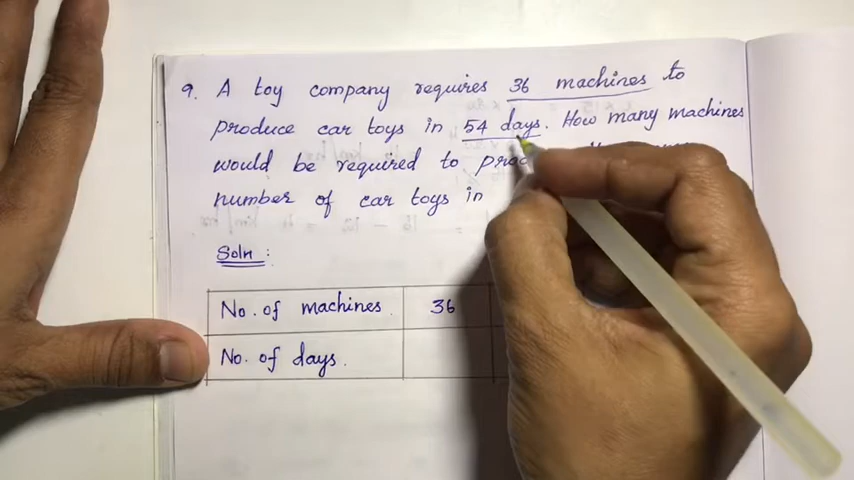 9. A toy company requires 36 machines to
produce car toys in 54 days. How many machines
would be required to
number of car toys in
Soln :
No. of machines 36
No. of days.